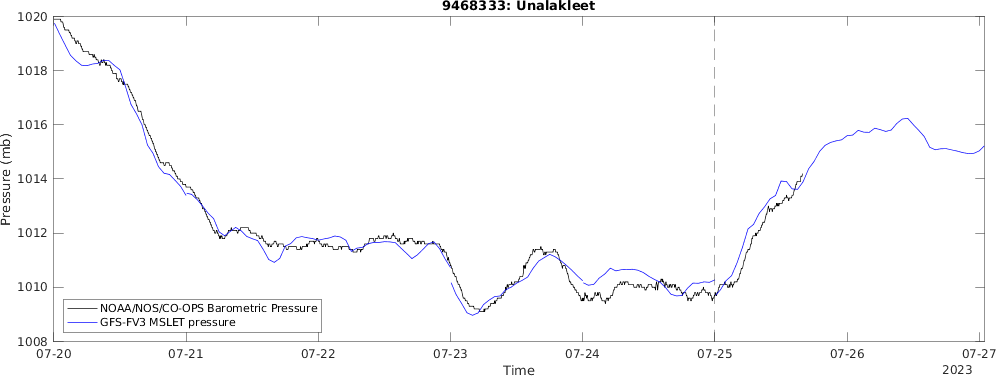 9468333: Unalakleet
1020
1018
1016
1014
1012
1010
1008
Pressure (mb)
NOAA/NOS/CO-OPS Barometric Pressure
GFS-FV3 MSLET pressure
07-20 07-21 07-22 07-23 07-24 07-25 07-26 07-27
Time
2023